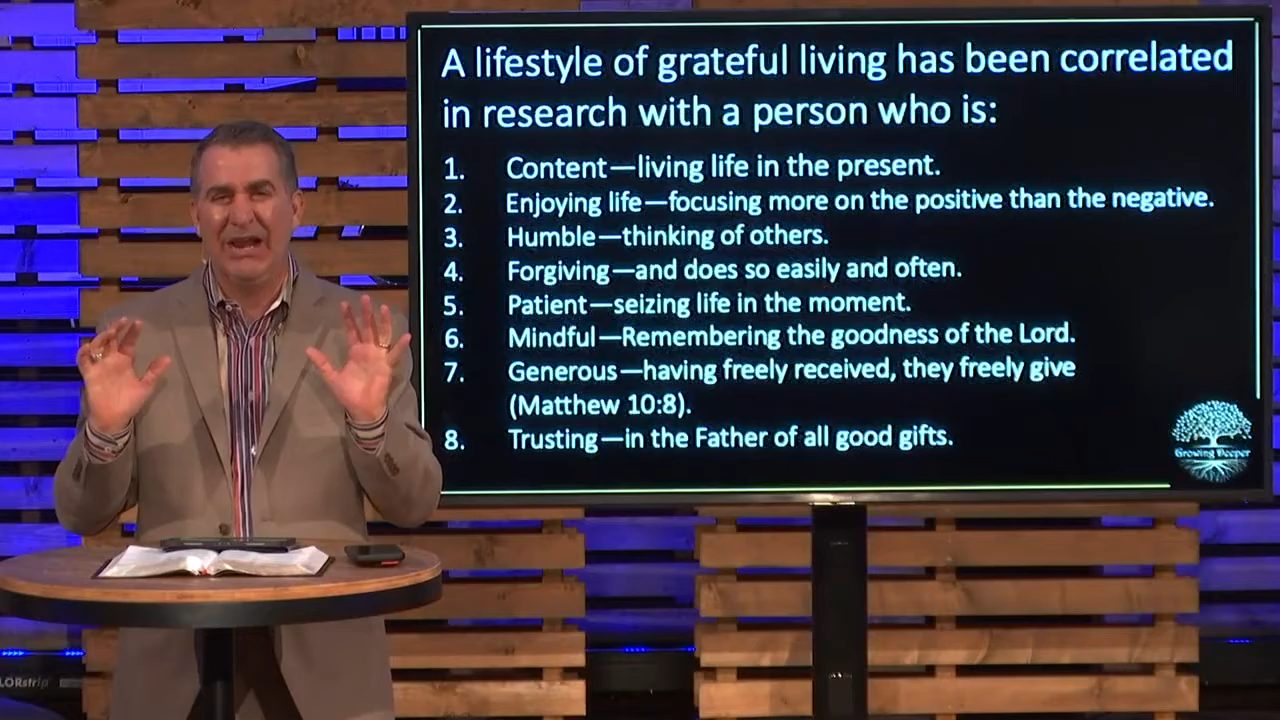 A lifestyle of grateful living has been correlated
in research with a person who is:
1. Content—living life in the present.
2. Enjoying life—focusing more on the positive than the negative.
3. Humble—thinking of others.
4. Forgiving—and does so easily and often.
5. Patient—seizing life in the moment.
6. Mindful—Remembering the goodness of the Lord.
7. Generous—having freely received, they freely give
(Matthew 10:8).
8. Trusting—in the Father of all good gifts.
Growing Deeper
LORstrip